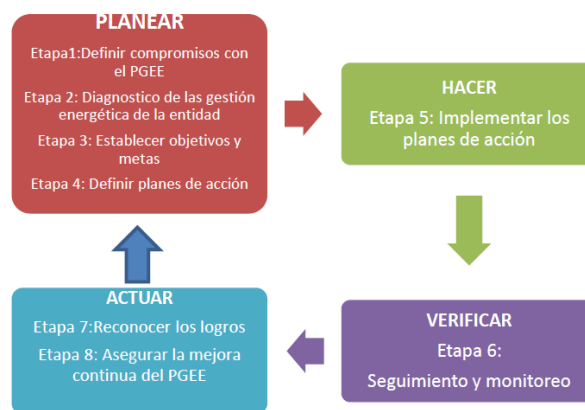 PLANEAR
Etapa1:Definir compromisos con
el PGEE
Etapa 2: Diagnostico de las gestión
energética de la entidad
Etapa 3: Establecer objetivos y
metas
Etapa 4: Definir planes de acción
HACER
Etapa 5: Implementar los
planes de acción
VERIFICAR
Etapa 6:
Seguimiento y monitoreo
ACTUAR
Etapa 7:Reconocer los logros
Etapa 8: Asegurar la mejora
continua del PGEE